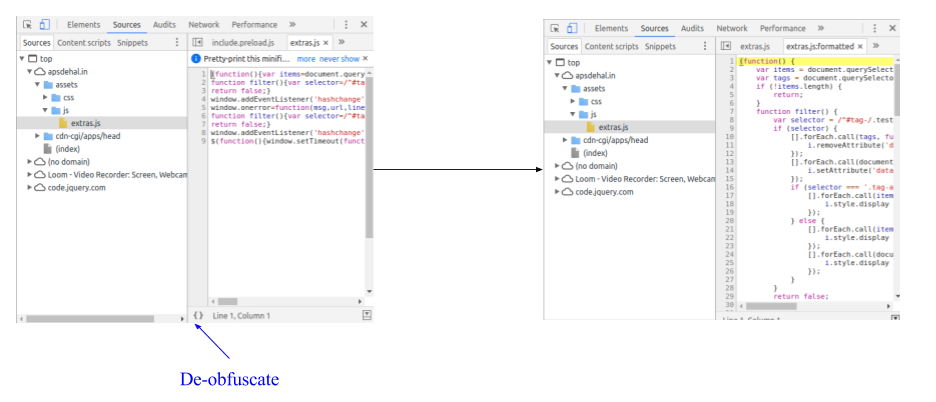 Elements Sources Audits Network Performance »
Sources Content scripts Snippets
include.preload.js extras.js × »
Pretty-print this minifi... more never show ×
top
apsdehal.in
assets
css
js
extras.js
cdn-cgi/apps/head
(index)
(no domain)
Loom - Video Recorder: Screen, Webcam
code.jquery.com
1 (function(){var items=document.query
2 function filter(){var selector=/^#ta
3 return false;}
4 window.addEventListener('hashchange'
5 window.onerror=function(msg,url,line
6 function filter(){var selector=/^#ta
7 return false;}
8 window.addEventListener('hashchange'
9 $(function(){window.setTimeout(funct
{} Line 1, Column 1
De-obfuscate
Elements Sources Audits Network Performance »
Sources Content scripts Snippets
extras.js extras.js:formatted × »
top
apsdehal.in
assets
css
js
extras.js
cdn-cgi/apps/head
(index)
(no domain)
Loom - Video Recorder: Screen, Webcam
code.jquery.com
1 (function() {
2 var items = document.querySelect
3 var tags = document.querySelecto
4 if (!items.length) {
5 return;
6 }
7 function filter() {
8 var selector = /^#tag-/.test
9 if (selector) {
10 [].forEach.call(tags, fu
11 i.removeAttribute('d
12 });
13 [].forEach.call(document
14 i.setAttribute('data
15 });
16 if (selector === '.tag-a
17 [].forEach.call(item
18 i.style.display
19 });
20 } else {
21 [].forEach.call(item
22 i.style.display
23 });
24 [].forEach.call(docu
25 i.style.display
26 });
27 }
28 }
29 return false;
30
Line 1, Column 1